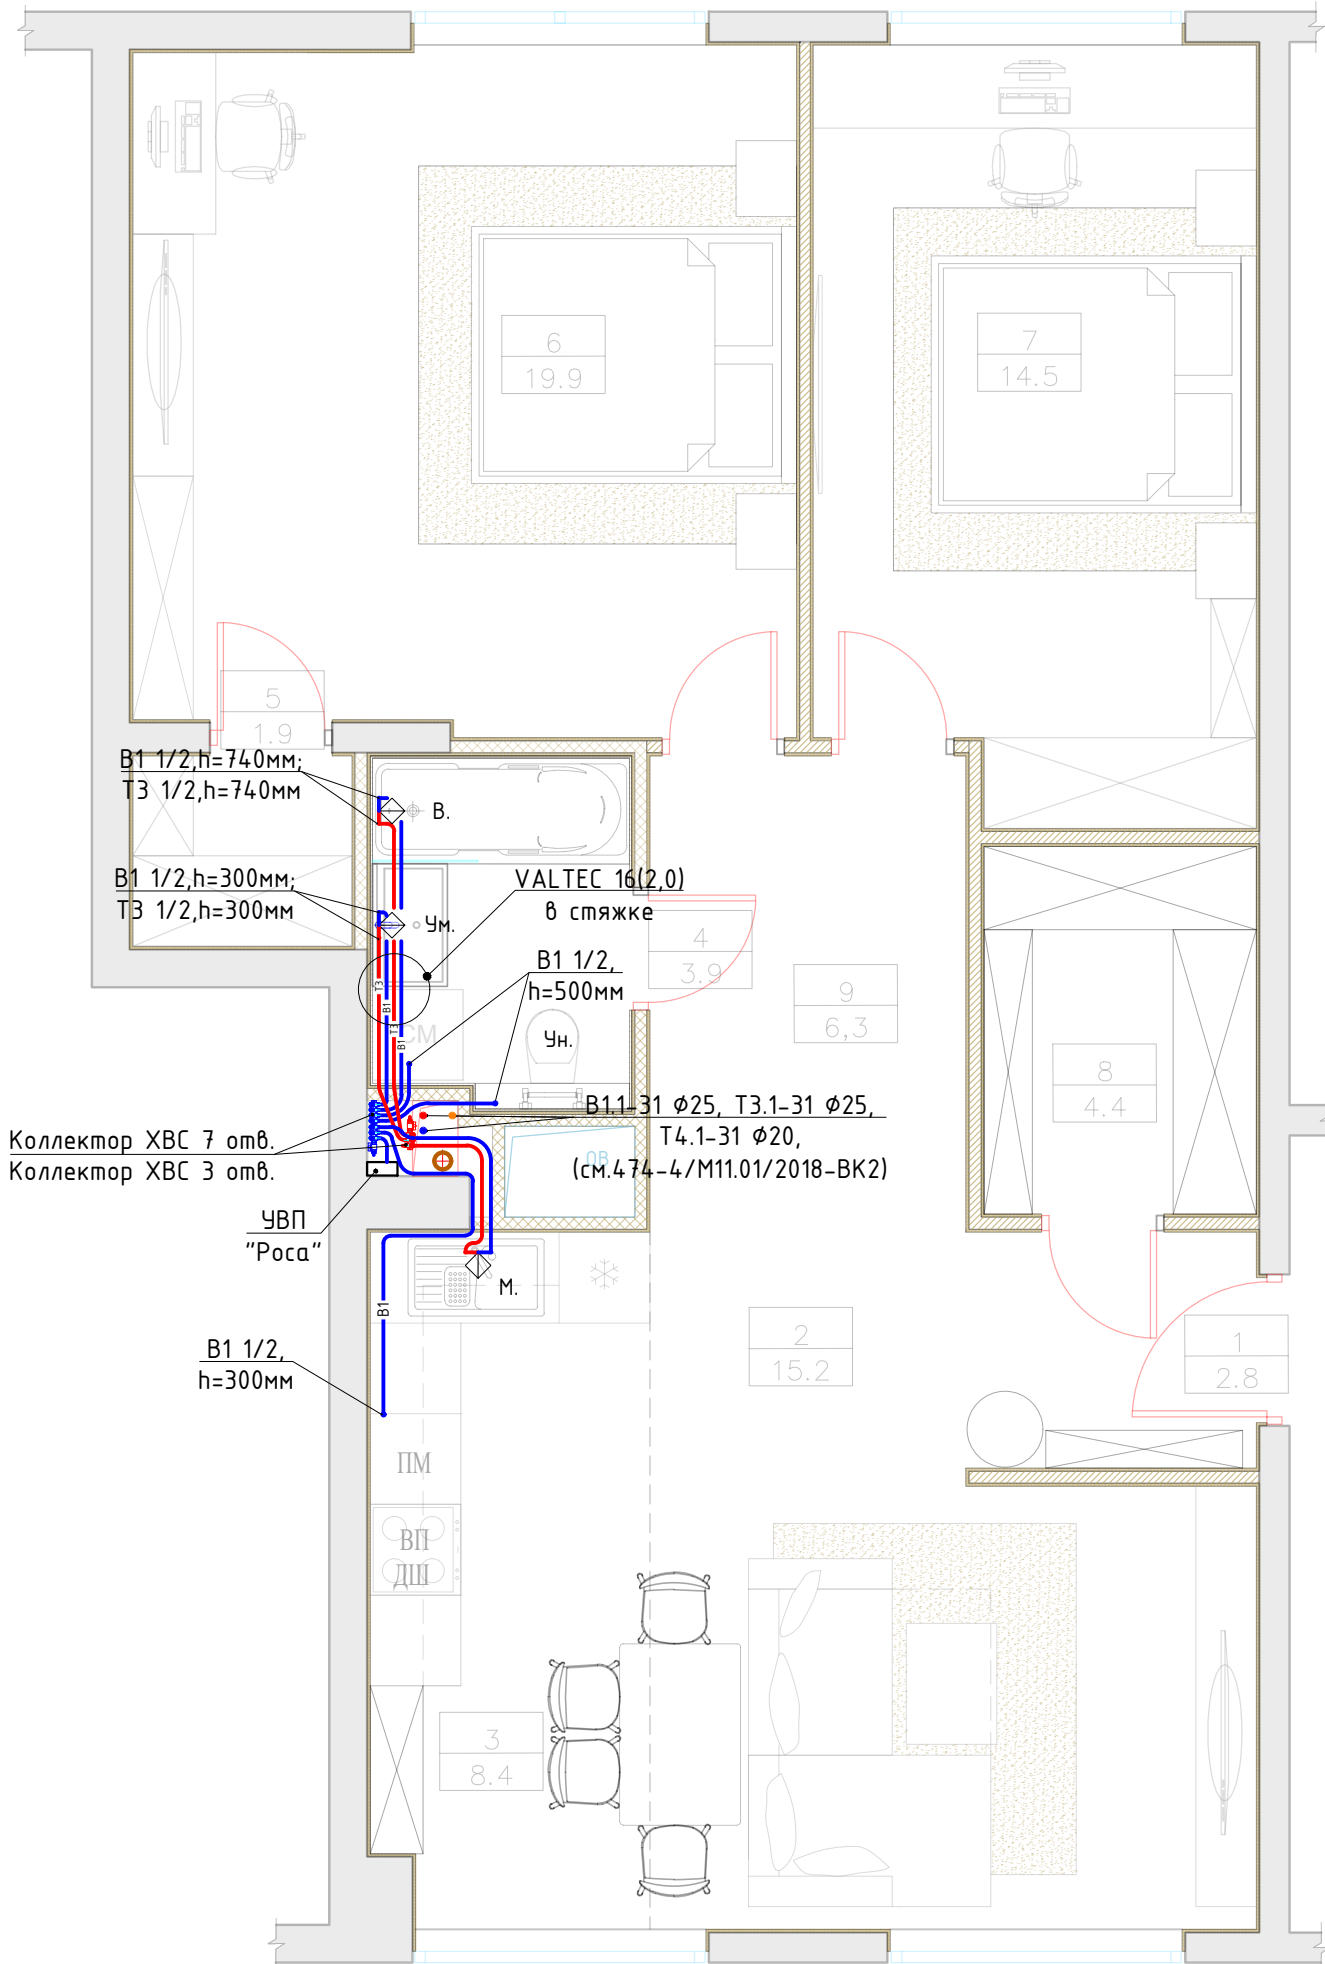 6
19.9
7
14.5
5
1.9
В1 1/2,h=740мм;
Т3 1/2,h=740мм
В.
В1 1/2,h=300мм;
Т3 1/2,h=300мм
Ум.
VALTEC 16(2,0)
в стяжке
4
3.9
В1 1/2,
h=500мм
9
6,3
Т3
В1
Т3
В1
СМ
Ун.
8
4.4
В1.1-31 Ø25, Т3.1-31 Ø25,
Т4.1-31 Ø20,
(см.474-4/М11.01/2018-ВК2)
ОВ
Коллектор ХВС 7 отв.
Коллектор ХВС 3 отв.
УВП
"Роса"
М.
В1
В1 1/2,
h=300мм
2
15.2
1
2.8
ПМ
ВП
ДШ
3
8.4